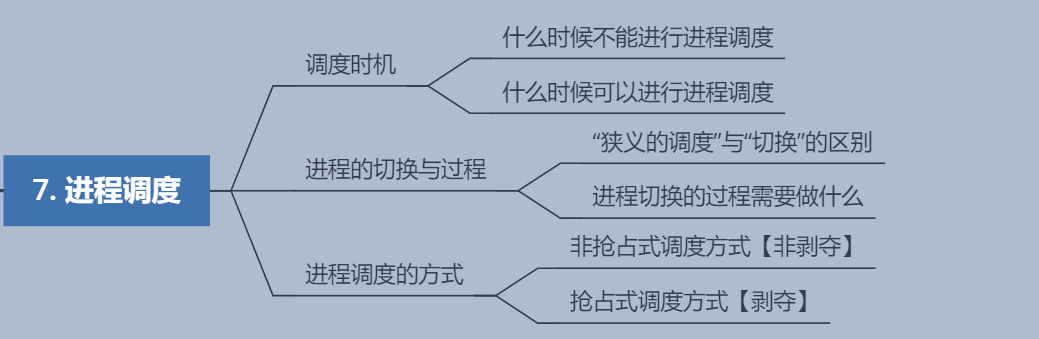 7. 进程调度
调度时机
什么时候不能进行进程调度
什么时候可以进行进程调度
进程的切换与过程
“狭义的调度”与“切换”的区别
进程切换的过程需要做什么
进程调度的方式
非抢占式调度方式【非剥夺】
抢占式调度方式【剥夺】